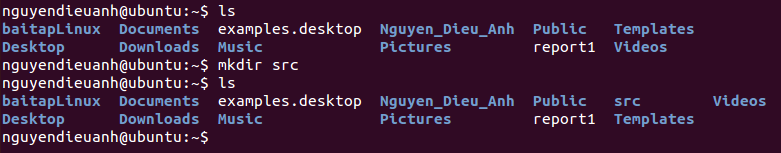 nguyendieuanh@ubuntu:~$ ls
baitapLinux  Documents  examples.desktop  Nguyen_Dieu_Anh  Public   Templates
Desktop      Downloads  Music             Pictures         report1  Videos
nguyendieuanh@ubuntu:~$ mkdir src
nguyendieuanh@ubuntu:~$ ls
baitapLinux  Documents  examples.desktop  Nguyen_Dieu_Anh  Public   src        Videos
Desktop      Downloads  Music             Pictures         report1  Templates
nguyendieuanh@ubuntu:~$